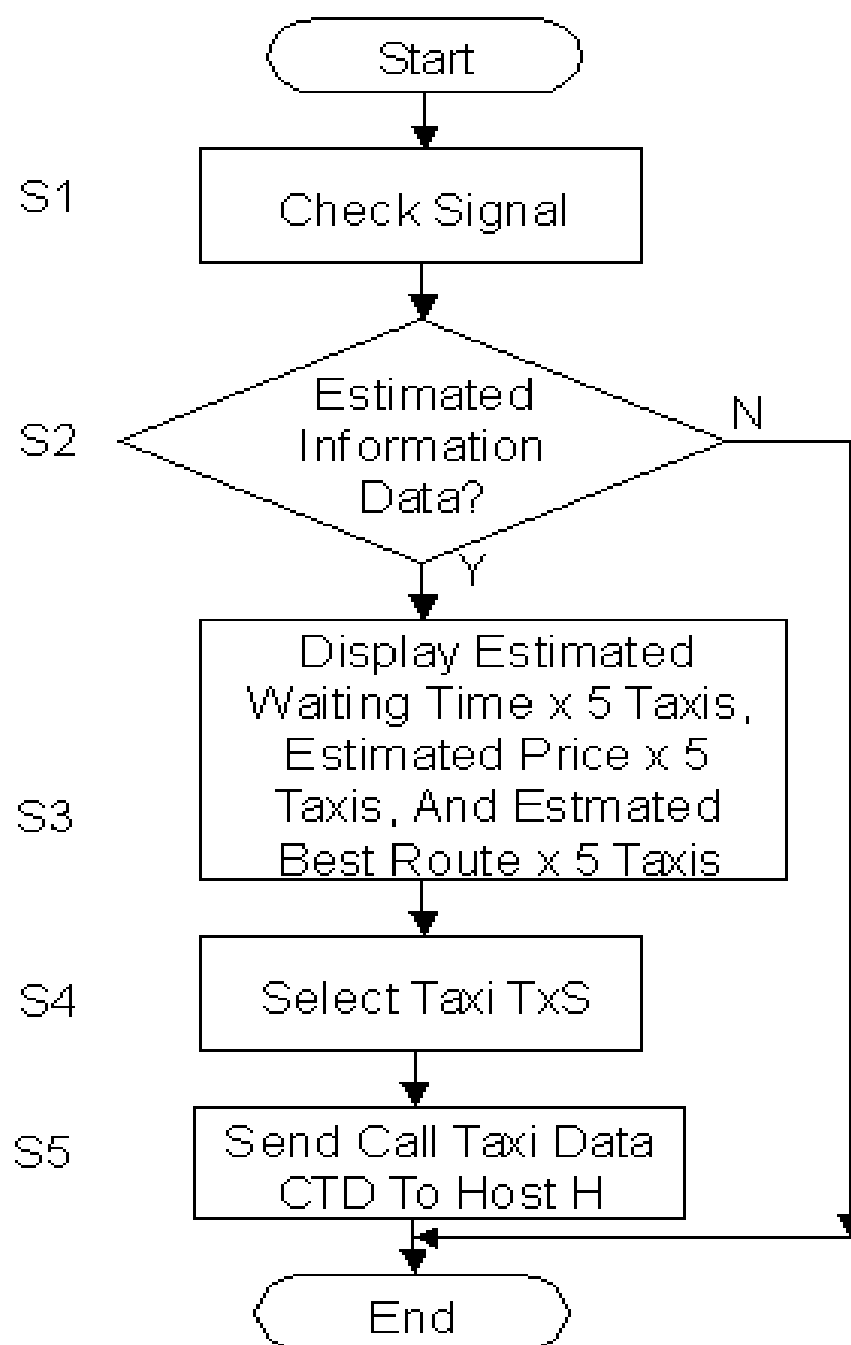 Start
S1
Check Signal
S2
Estimated
Information
Data?
N
Y
S3
Display Estimated
Waiting Time x 5 Taxis,
Estimated Price x 5
Taxis, And Estmated
Best Route x 5 Taxis
S4
Select Taxi TxS
S5
Send Call Taxi Data
CTD To Host H
End